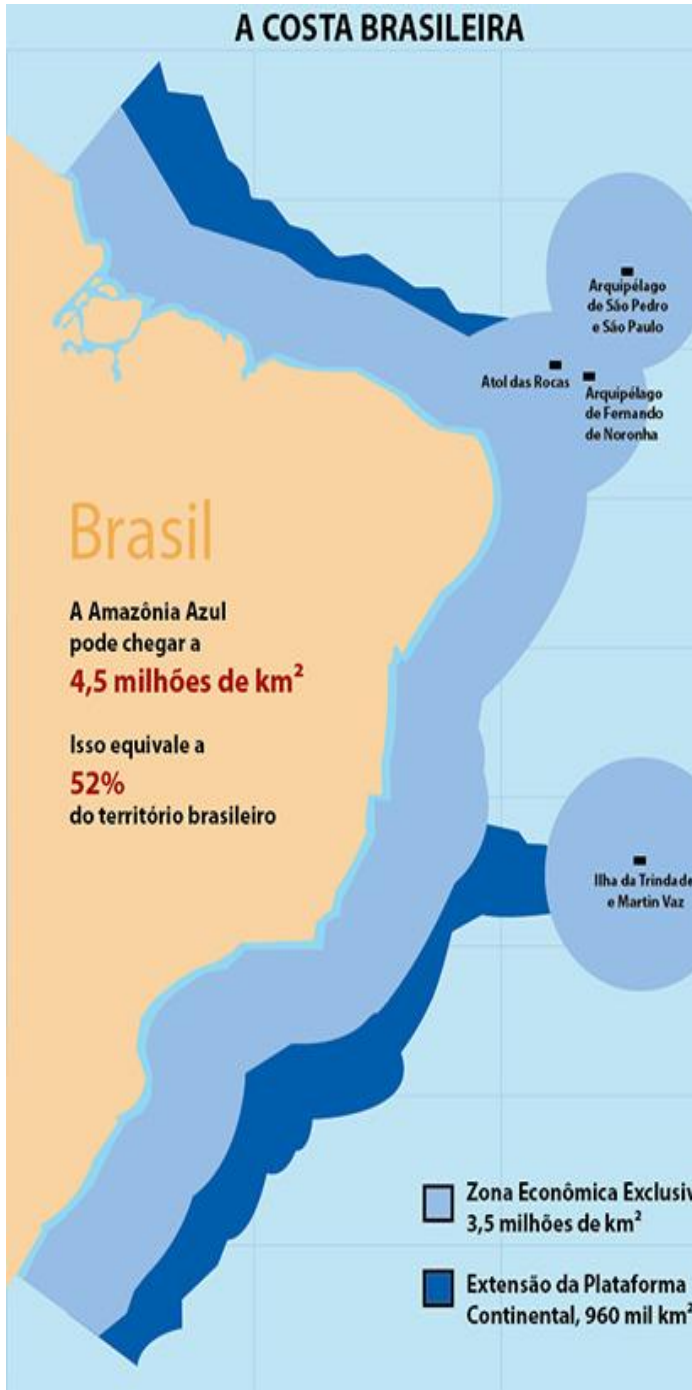 A COSTA BRASILEIRA
Arquipélago
de São Pedro
e São Paulo
Atol das Rocas
Arquipélago
de Fernando
de Noronha
Brasil
A Amazônia Azul
pode chegar a
4,5 milhões de km²
Isso equivale a
52%
do território brasileiro
Ilha da Trindade
e Martin Vaz
Zona Econômica Exclusiv
3,5 milhões de km²
Extensão da Plataforma
Continental, 960 mil km²